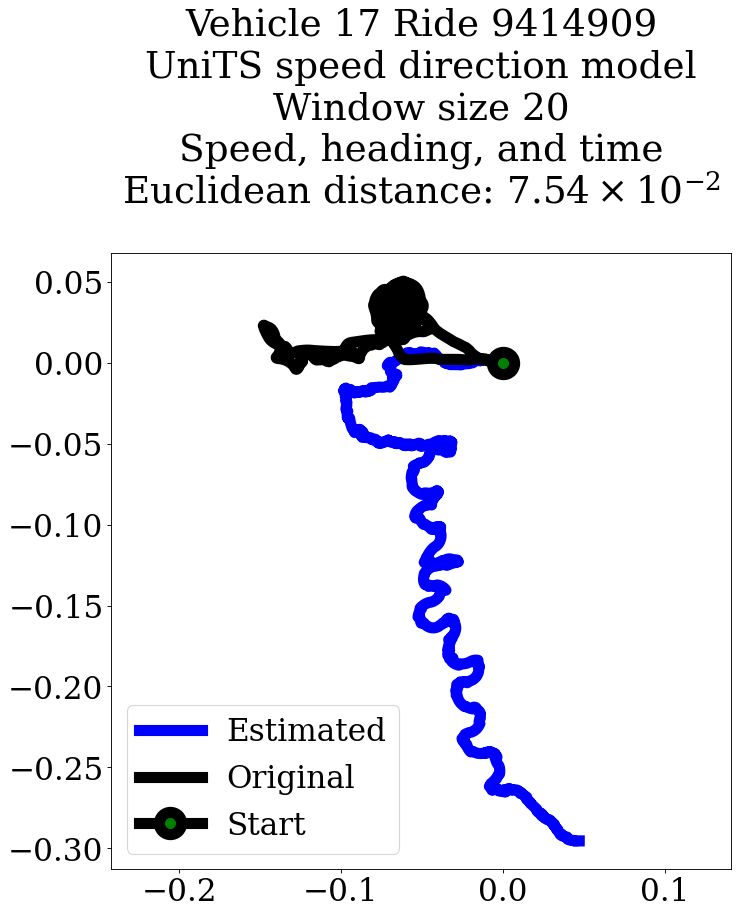 Vehicle 17 Ride 9414909
UniTS speed direction model
Window size 20
Speed, heading, and time
Euclidean distance: 7.54 × 10⁻²
0.05
0.00
−0.05
−0.10
−0.15
−0.20
−0.25
−0.30
Estimated
Original
Start
−0.2 −0.1 0.0 0.1